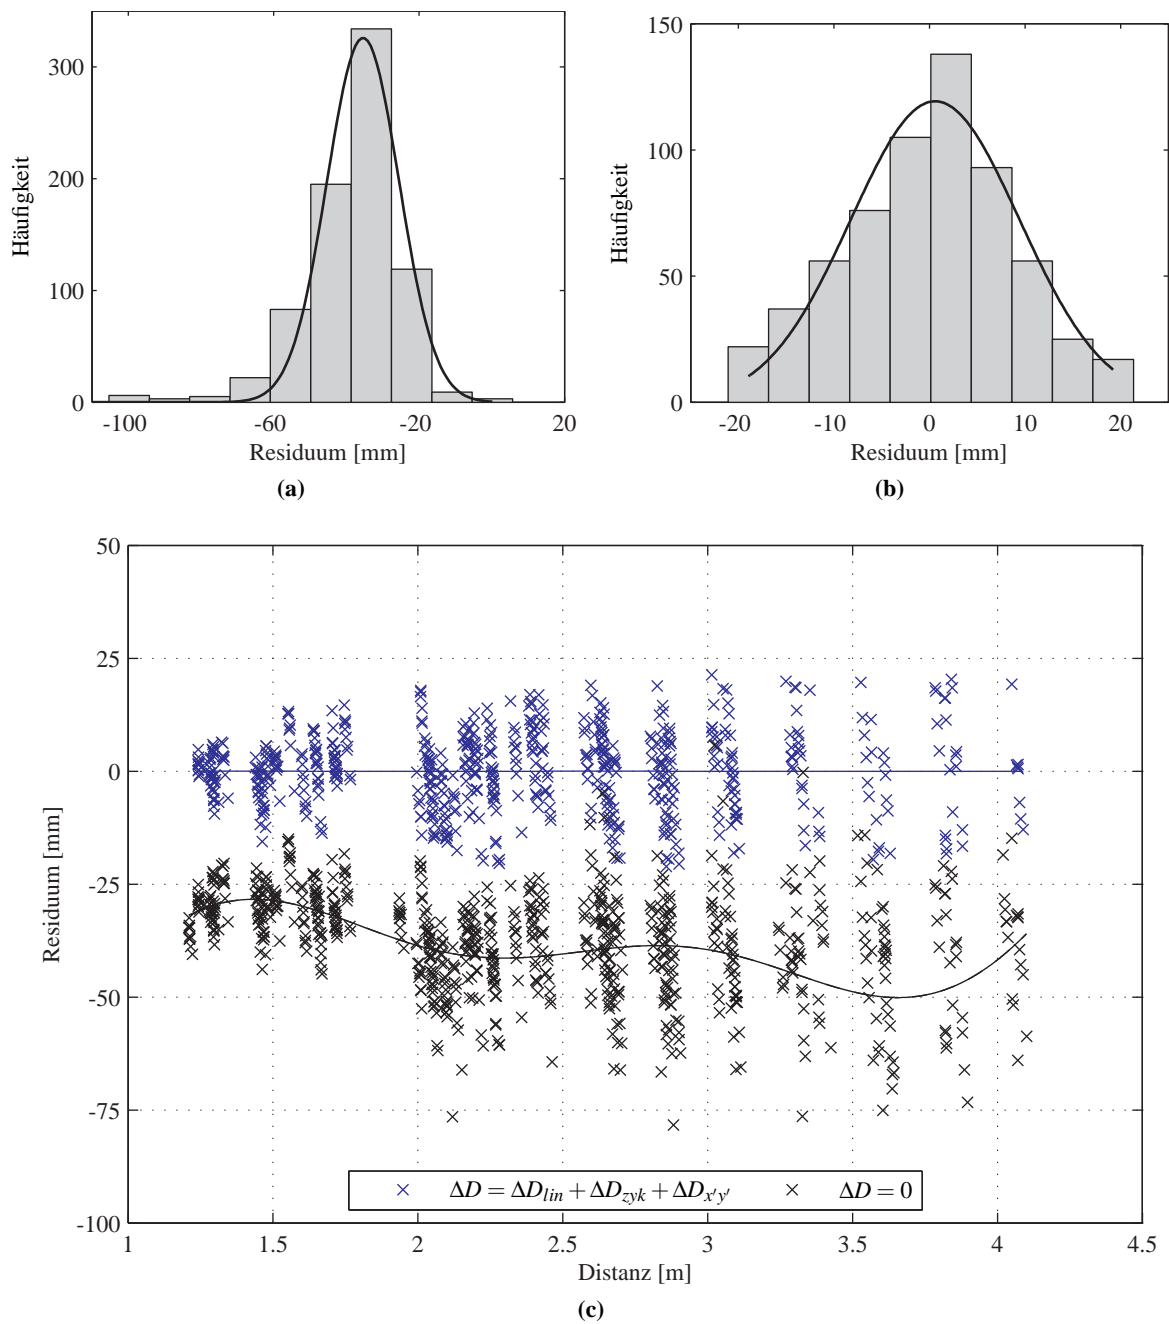 300
200
100
0
-100
-60
-20
20
Häufigkeit
Residuum [mm]
(a)
150
100
50
0
-20
-10
0
10
20
Häufigkeit
Residuum [mm]
(b)
50
25
0
-25
-50
-75
-100
1
1.5
2
2.5
3
3.5
4
4.5
Residuum [mm]
ΔD = ΔD_lin + ΔD_zyk + ΔD_x'y'
ΔD = 0
Distanz [m]
(c)